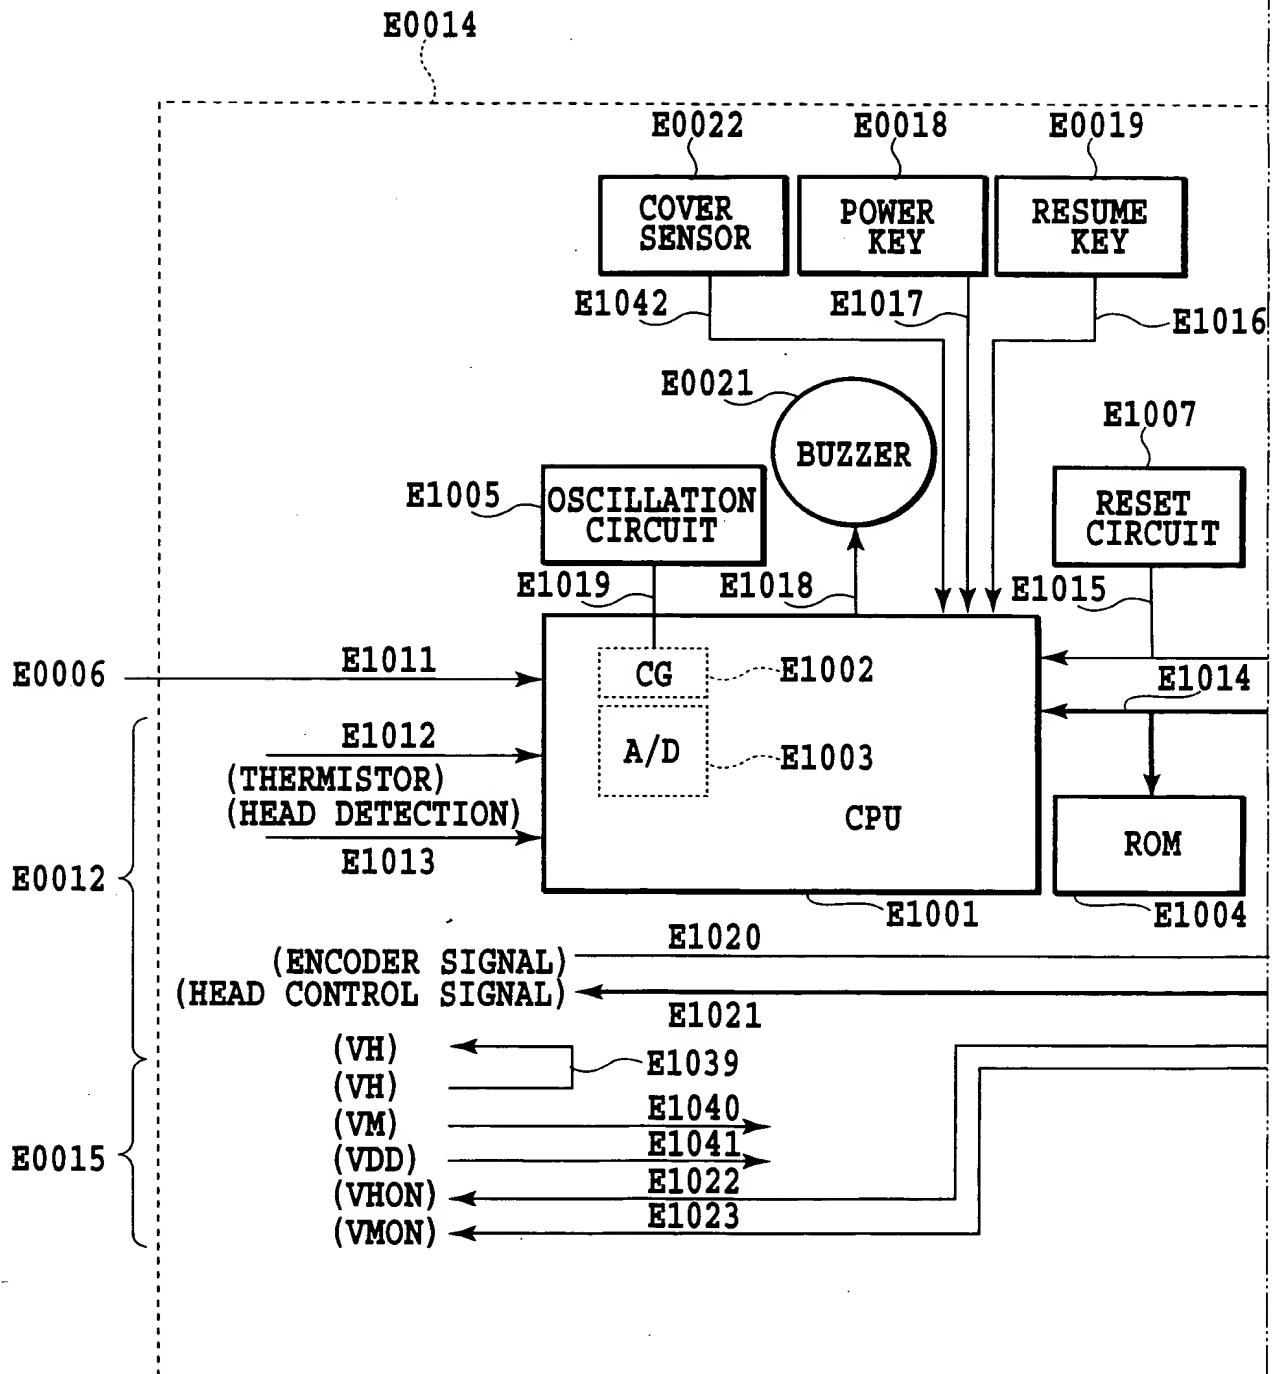 E0014
E0022
E0018
E0019
COVER
SENSOR
POWER
KEY
RESUME
KEY
E1042
E1017
E1016
E0021
BUZZER
E1007
E1005
OSCILLATION
CIRCUIT
RESET
CIRCUIT
E1019
E1018
E1015
E0006
E1011
CG
E1002
E1014
E1012
(THERMISTOR)
A/D
E1003
(HEAD DETECTION)
E1013
CPU
ROM
E0012
E1001
E1004
(ENCODER SIGNAL)
E1020
(HEAD CONTROL SIGNAL)
E1021
(VH)
(VH)
E1039
(VM)
E1040
E0015
(VDD)
E1041
(VHON)
E1022
(VMON)
E1023